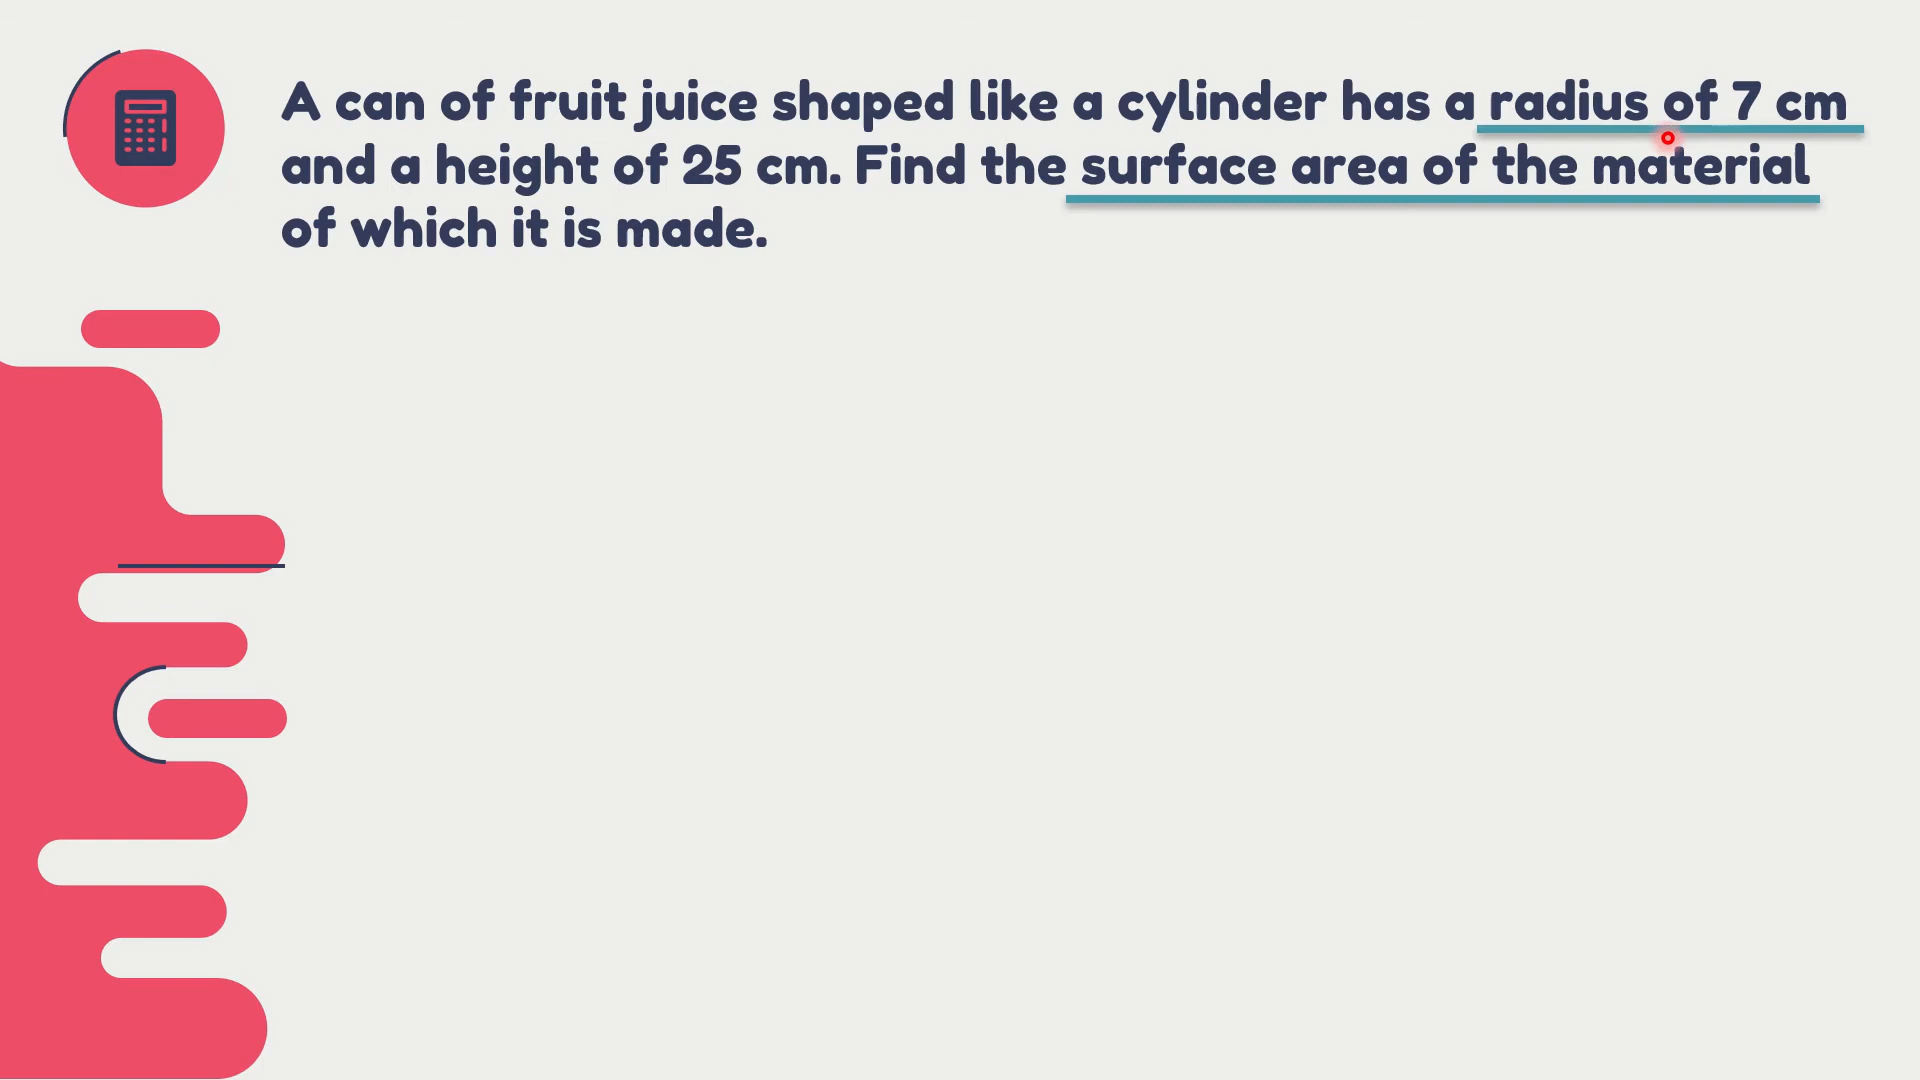 A can of fruit juice shaped like a cylinder has a radius of 7 cm
and a height of 25 cm. Find the surface area of the material
of which it is made.